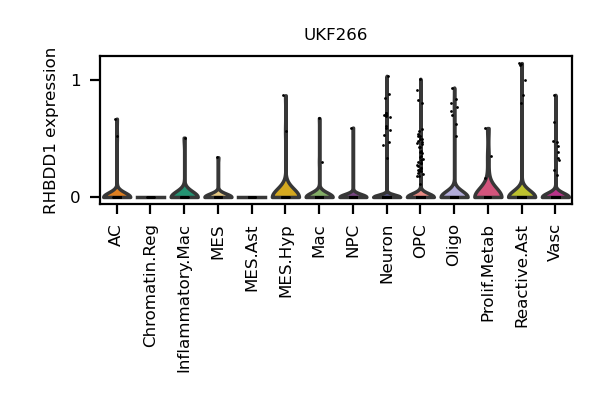 UKF266
RHBDD1 expression
1
0
AC
Chromatin.Reg
Inflammatory.Mac
MES
MES.Ast
MES.Hyp
Mac
NPC
Neuron
OPC
Oligo
Prolif.Metab
Reactive.Ast
Vasc